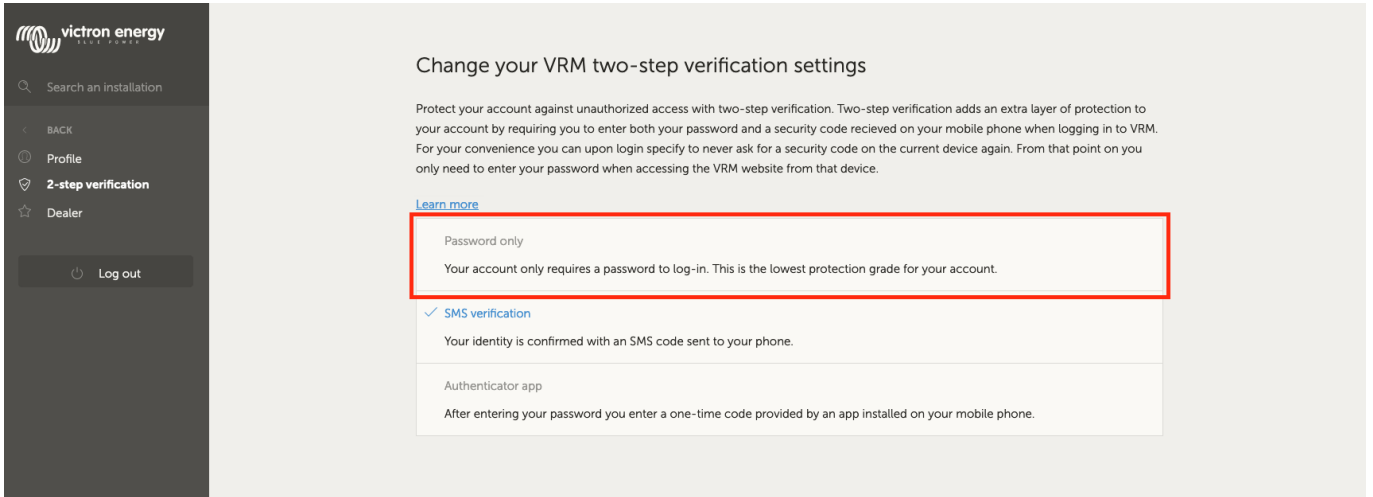 victron energy
BLUE POWER
Search an installation
BACK
Profile
2-step verification
Dealer
Log out
Change your VRM two-step verification settings
Protect your account against unauthorized access with two-step verification. Two-step verification adds an extra layer of protection to
your account by requiring you to enter both your password and a security code recieved on your mobile phone when logging in to VRM.
For your convenience you can upon login specify to never ask for a security code on the current device again. From that point on you
only need to enter your password when accessing the VRM website from that device.
Learn more
Password only
Your account only requires a password to log-in. This is the lowest protection grade for your account.
SMS verification
Your identity is confirmed with an SMS code sent to your phone.
Authenticator app
After entering your password you enter a one-time code provided by an app installed on your mobile phone.